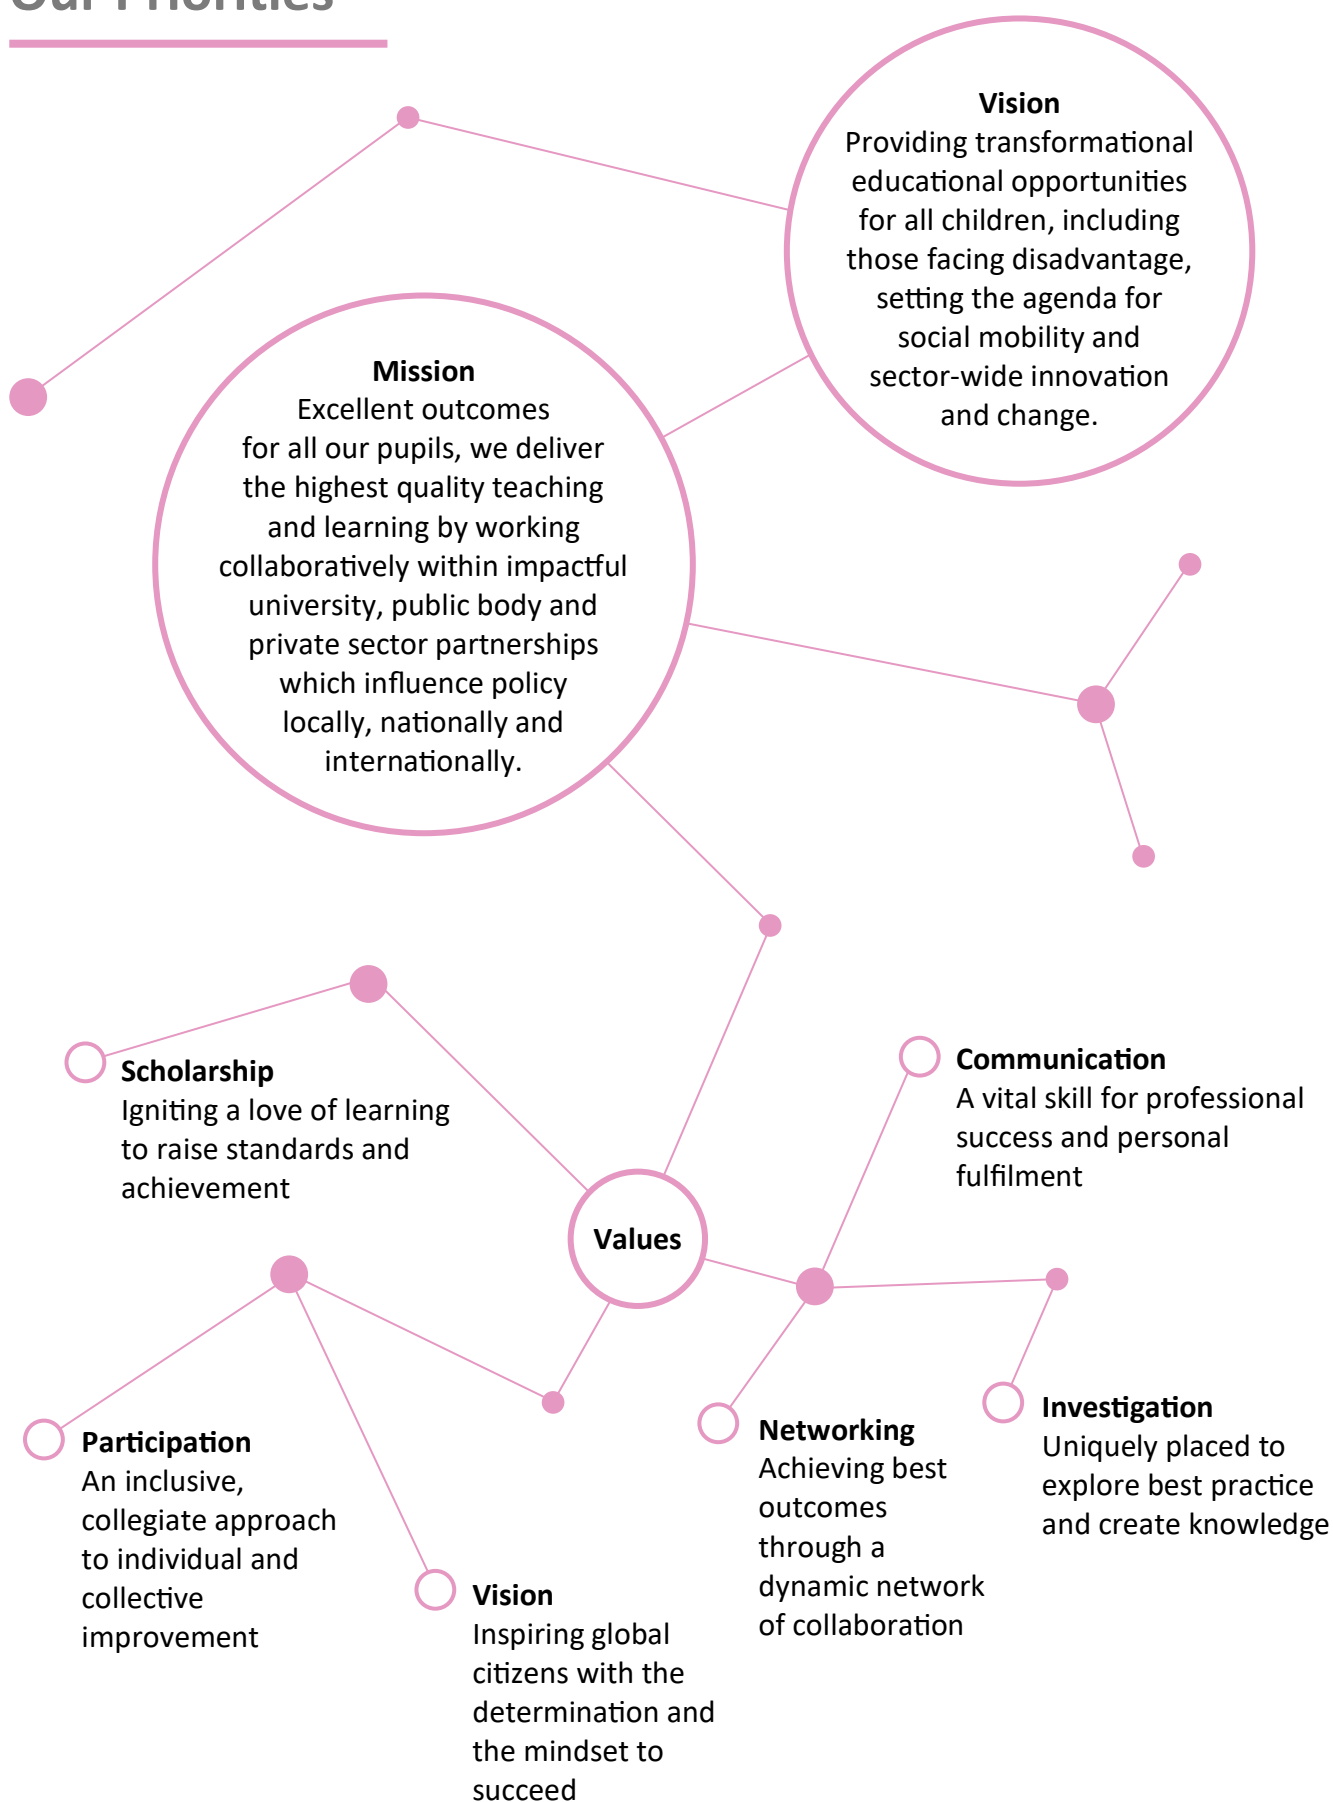 Our Priorities
Vision
Providing transformational
educational opportunities
for all children, including
those facing disadvantage,
setting the agenda for
social mobility and
sector-wide innovation
and change.
Mission
Excellent outcomes
for all our pupils, we deliver
the highest quality teaching
and learning by working
collaboratively within impactful
university, public body and
private sector partnerships
which influence policy
locally, nationally and
internationally.
Scholarship
Igniting a love of learning
to raise standards and
achievement
Communication
A vital skill for professional
success and personal
fulfilment
Values
Participation
An inclusive,
collegiate approach
to individual and
collective
improvement
Vision
Inspiring global
citizens with the
determination and
the mindset to
succeed
Networking
Achieving best
outcomes
through a
dynamic network
of collaboration
Investigation
Uniquely placed to
explore best practice
and create knowledge